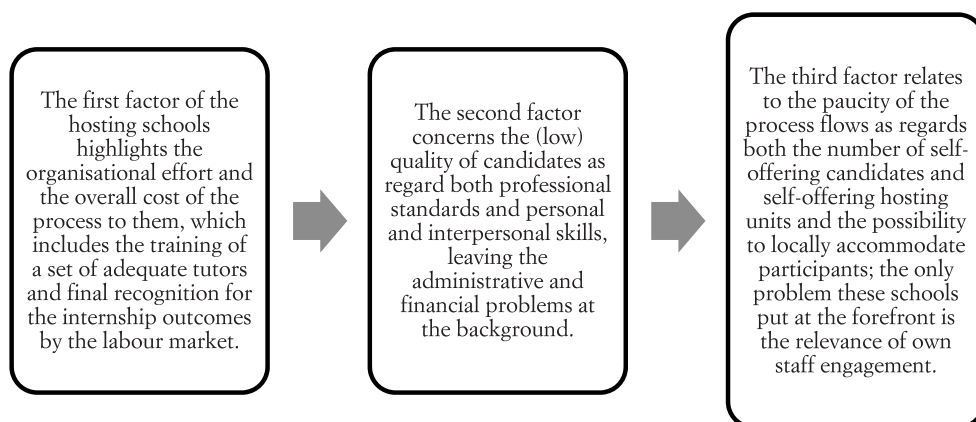 The first factor of the
hosting schools
highlights the
organisational effort and
the overall cost of the
process to them, which
includes the training of
a set of adequate tutors
and final recognition for
the internship outcomes
by the labour market.
The second factor
concerns the (low)
quality of candidates as
regard both professional
standards and personal
and interpersonal skills,
leaving the
administrative and
financial problems at
the background.
The third factor relates
to the paucity of the
process flows as regards
both the number of self-
offering candidates and
self-offering hosting
units and the possibility
to locally accommodate
participants; the only
problem these schools
put at the forefront is
the relevance of own
staff engagement.